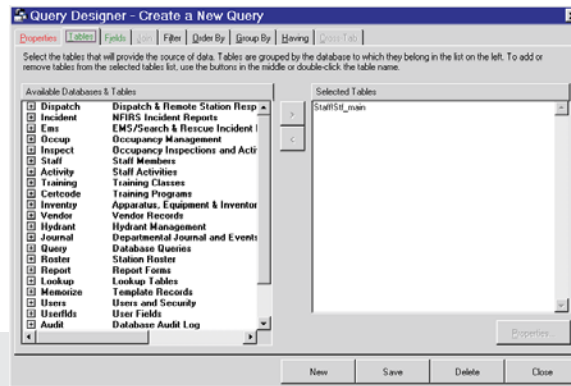 Query Designer - Create a New Query
Properties Tables Fields Join Filter Order By Group By Having Cross-Tab
Select the tables that will provide the source of data. Tables are grouped by the database to which they belong in the list on the left. To add or
remove tables from the selected tables list, use the buttons in the middle or double-click the table name.
Available Databases & Tables
Selected Tables
Dispatch Dispatch & Remote Station Resp
Incident NFIRS Incident Reports
Ems EMS/Search & Rescue Incident
Occup Occupancy Management
Inspect Occupancy Inspections and Acti
Staff Staff Members
Activity Staff Activities
Training Training Classes
Certcode Training Programs
Inventry Apparatus, Equipment & Inventor
Vendor Vendor Records
Hydrant Hydrant Management
Journal Departmental Journal and Events
Query Database Queries
Roster Station Roster
Report Report Forms
Lookup Lookup Tables
Memorize Template Records
Users Users and Security
Userflds User Fields
Audit Database Audit Log
>
<
Staff!Stf_main
Properties...
New Save Delete Close